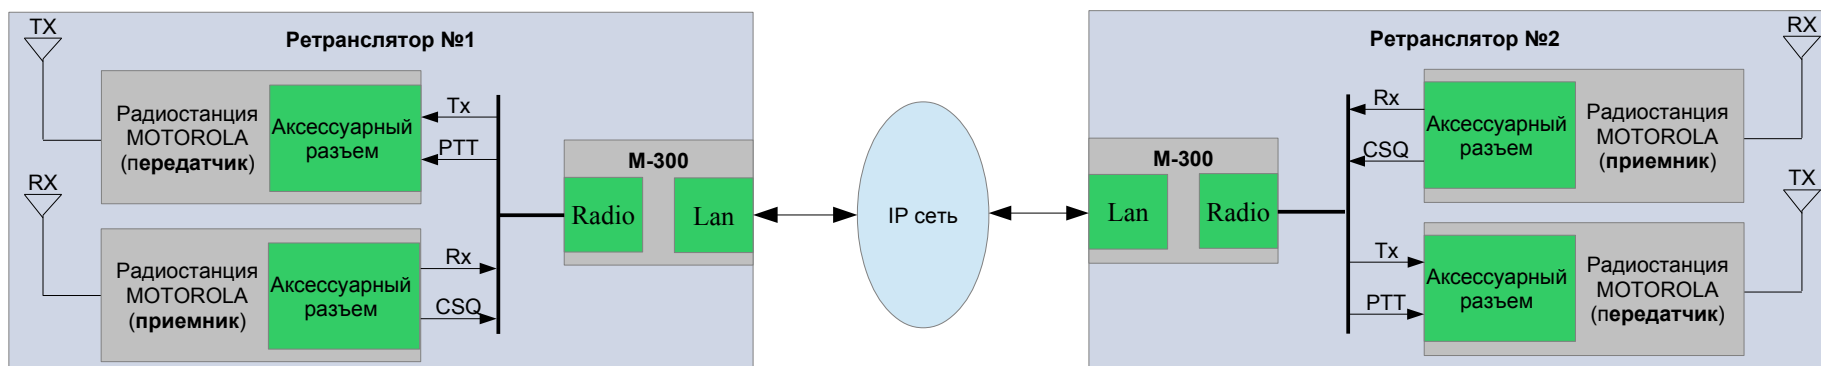 TX
Ретранслятор №1
Радиостанция
MOTOROLA
(передатчик)
Аксессуарный
разъем
Tx
PTT
RX
Радиостанция
MOTOROLA
(приемник)
Аксессуарный
разъем
Rx
CSQ
M-300
Radio
Lan
IP сеть
Ретранслятор №2
RX
M-300
Lan
Radio
Rx
CSQ
Аксессуарный
разъем
Радиостанция
MOTOROLA
(приемник)
TX
Tx
PTT
Аксессуарный
разъем
Радиостанция
MOTOROLA
(передатчик)